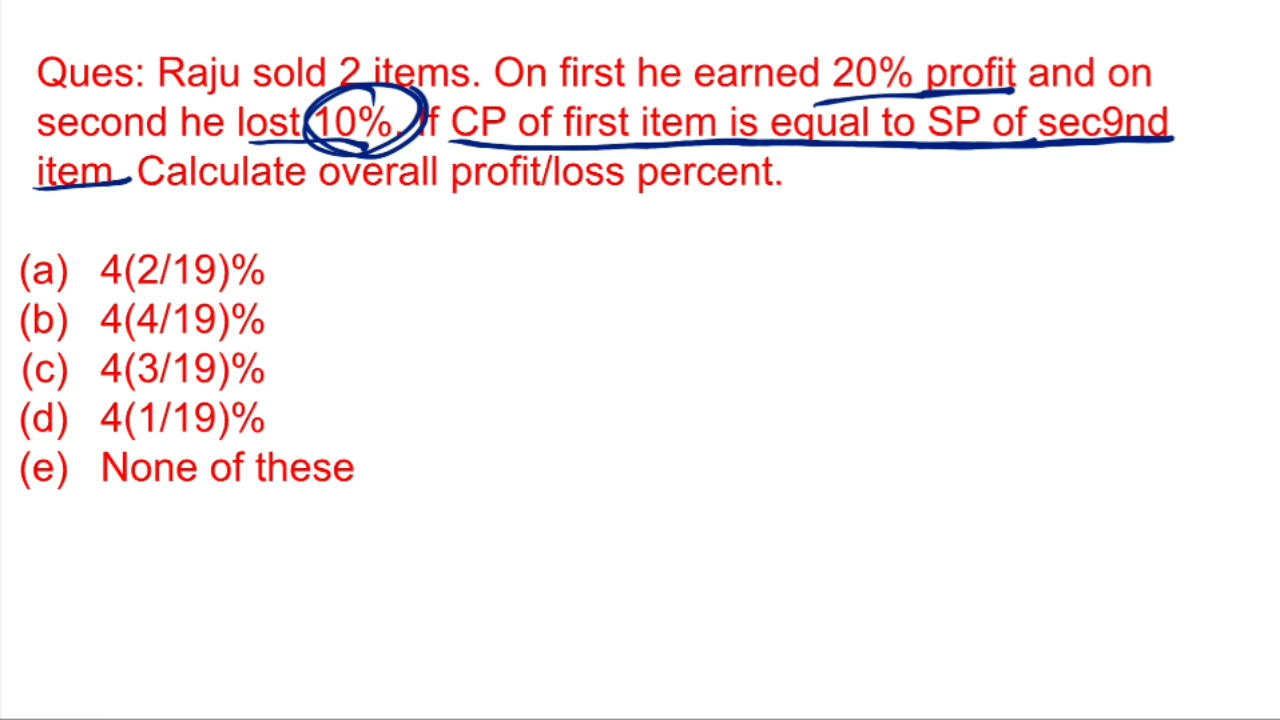 Ques: Raju sold 2 items. On first he earned 20% profit and on
second he lost 10%. If CP of first item is equal to SP of sec9nd
item. Calculate overall profit/loss percent.
(a) 4(2/19)%
(b) 4(4/19)%
(c) 4(3/19)%
(d) 4(1/19)%
(e) None of these